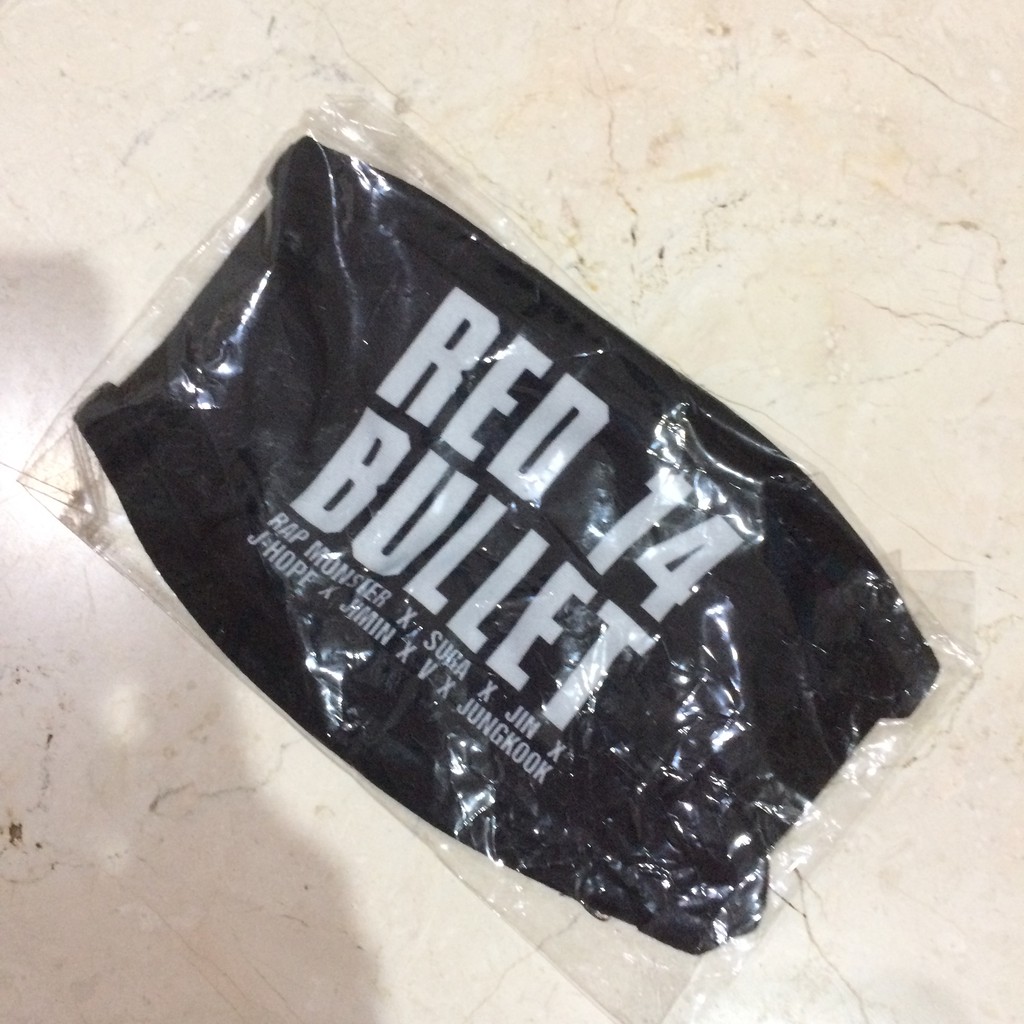 RED 14
BULLET
RAP MONSTER X SUGA X JIN X
J-HOPE X JIMIN X V X JUNGKOOK